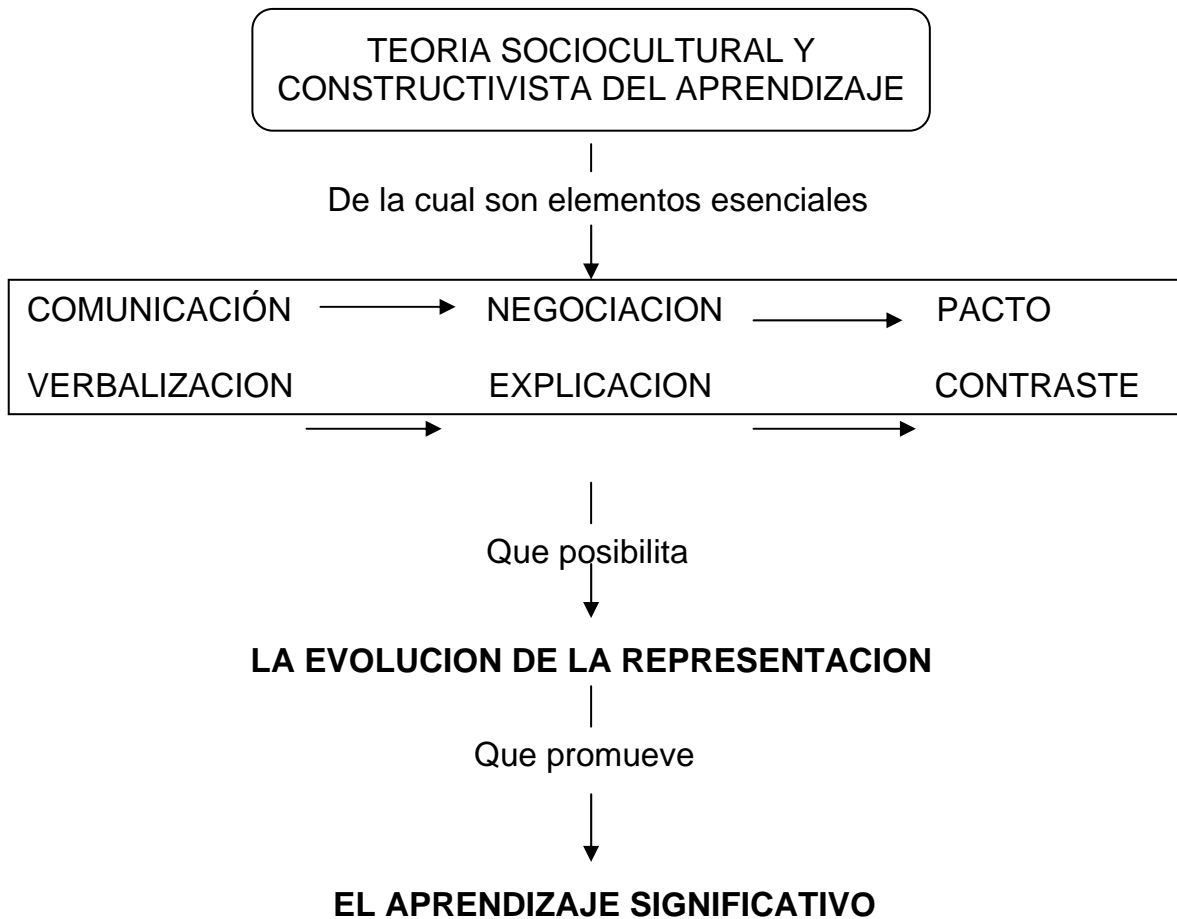 TEORIA SOCIOCULTURAL Y
CONSTRUCTIVISTA DEL APRENDIZAJE
De la cual son elementos esenciales
COMUNICACIÓN NEGOCIACION PACTO
VERBALIZACION EXPLICACION CONTRASTE
Que posibilita
LA EVOLUCION DE LA REPRESENTACION
Que promueve
EL APRENDIZAJE SIGNIFICATIVO